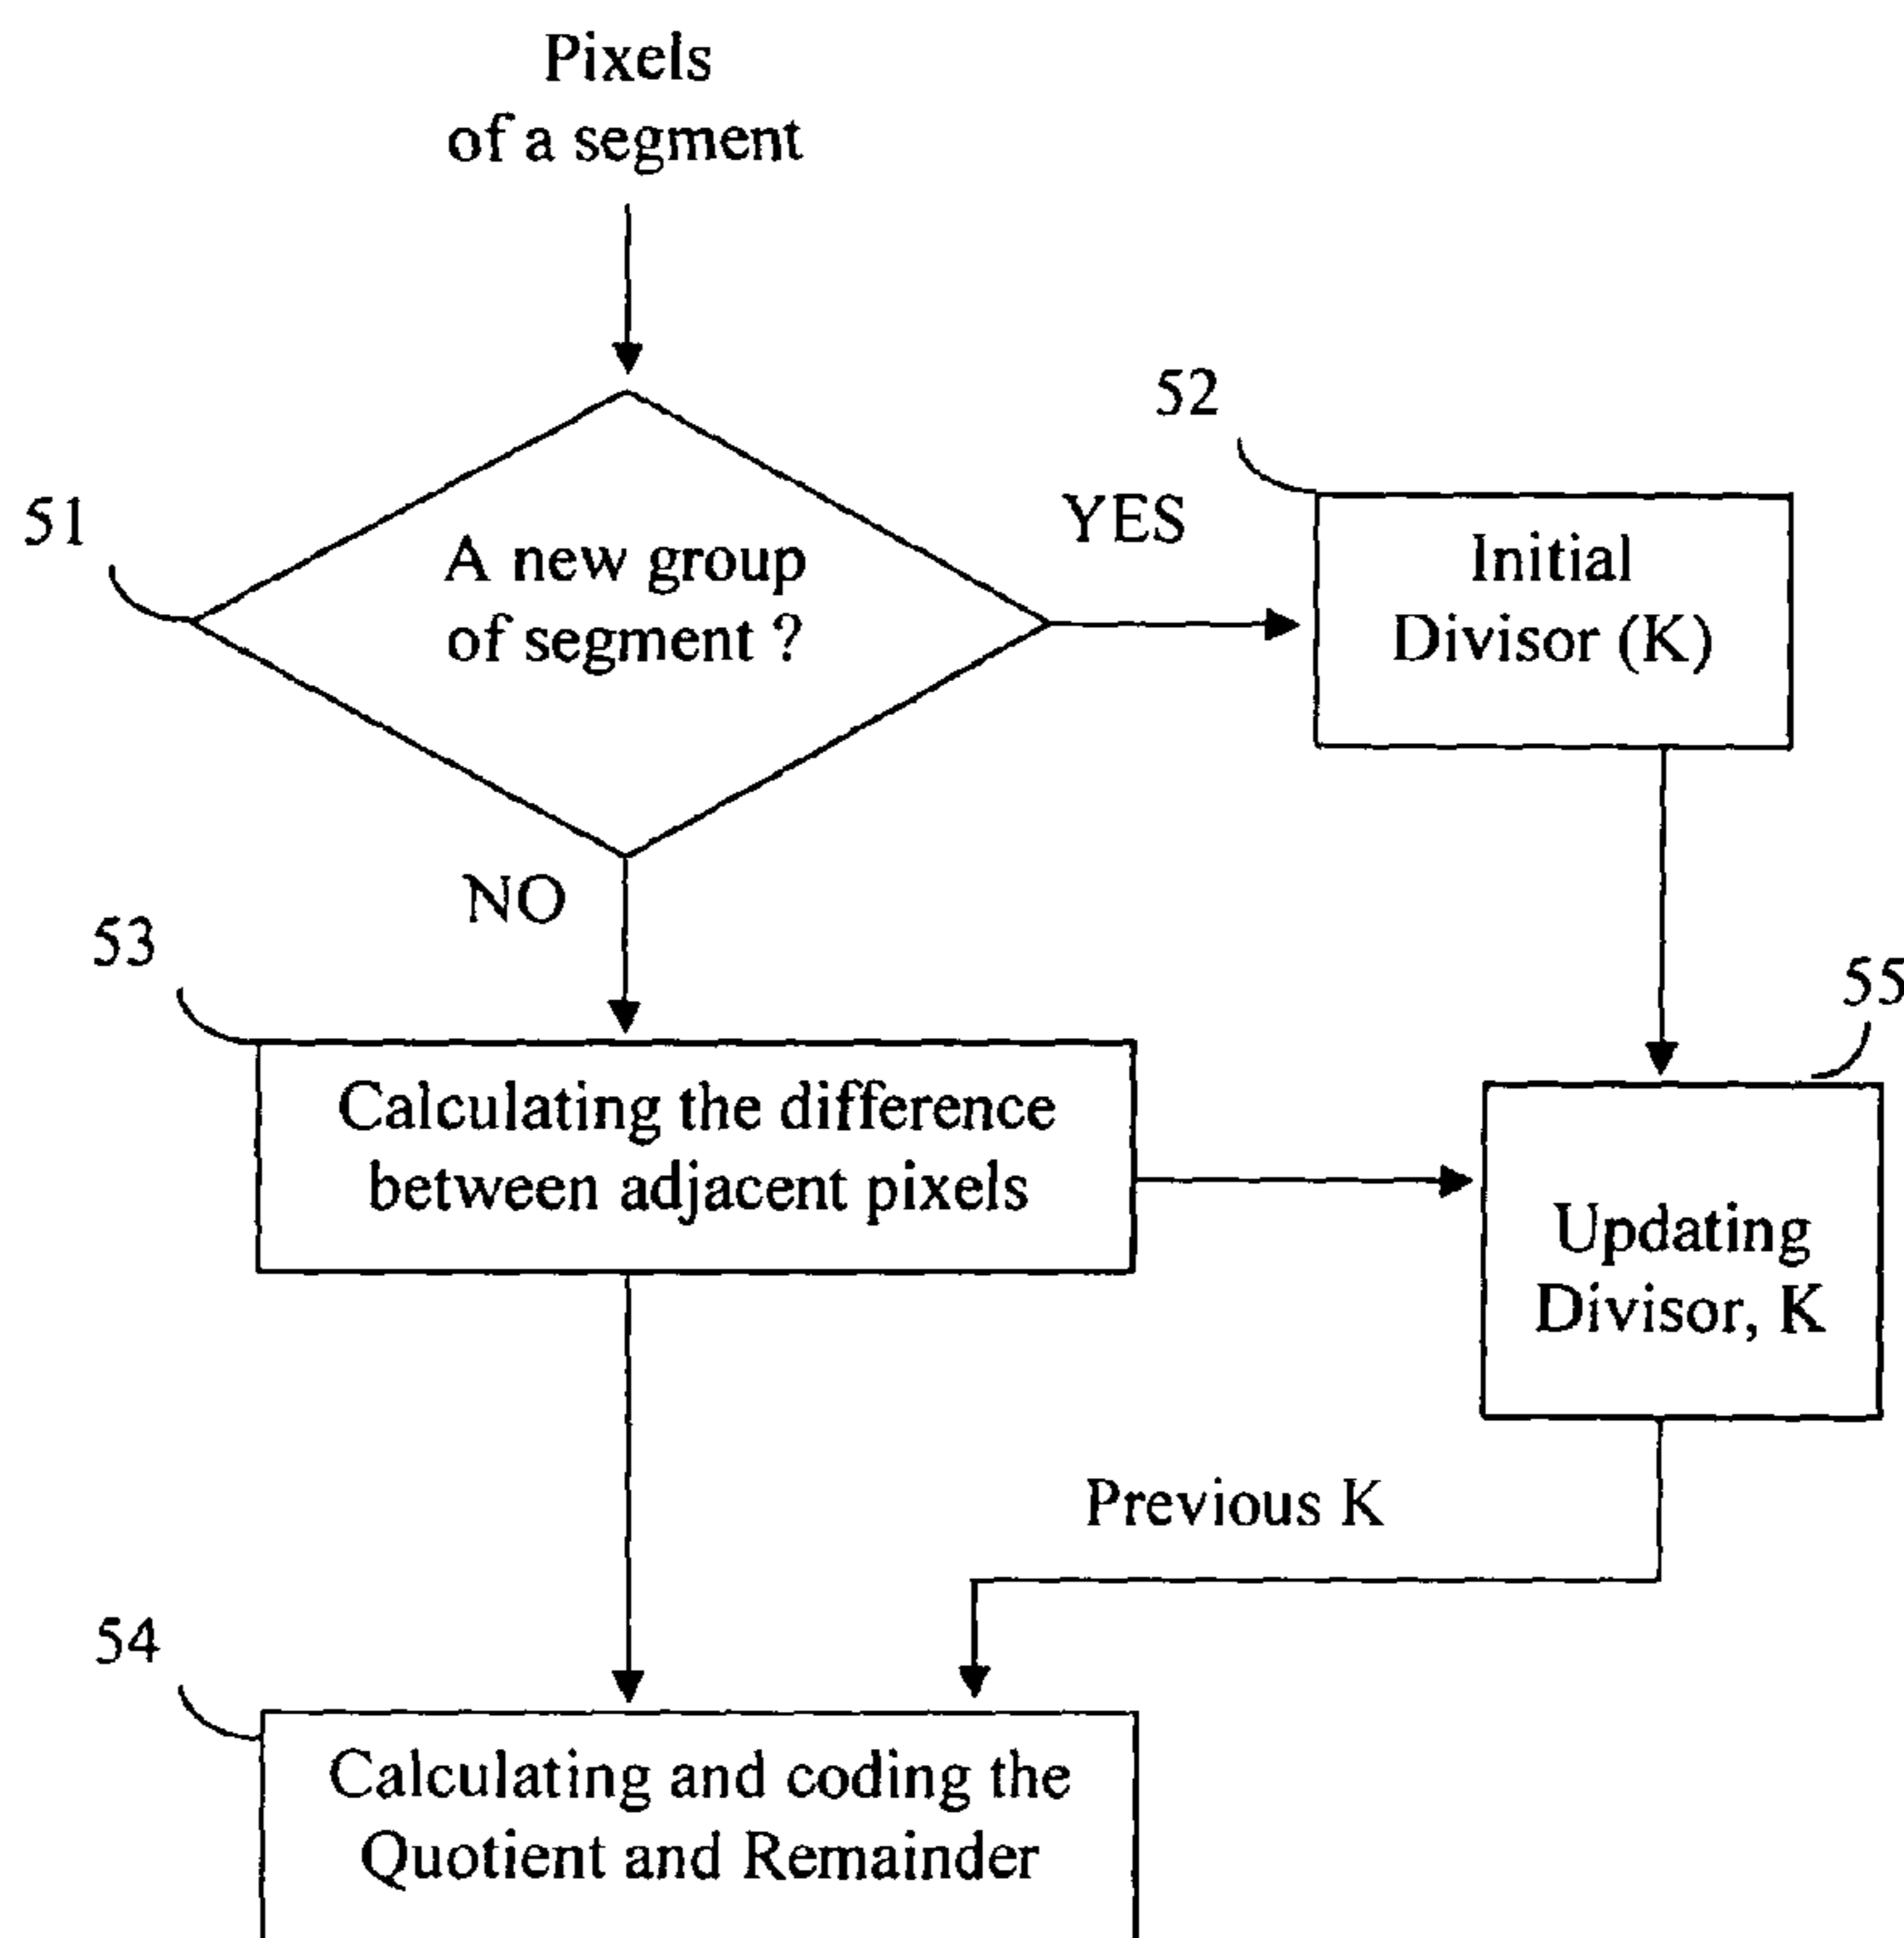 Pixels
of a segment
52
51
YES
A new group
of segment ?
Initial
Divisor (K)
NO
53
55
Calculating the difference
between adjacent pixels
Updating
Divisor, K
Previous K
54
Calculating and coding the
Quotient and Remainder